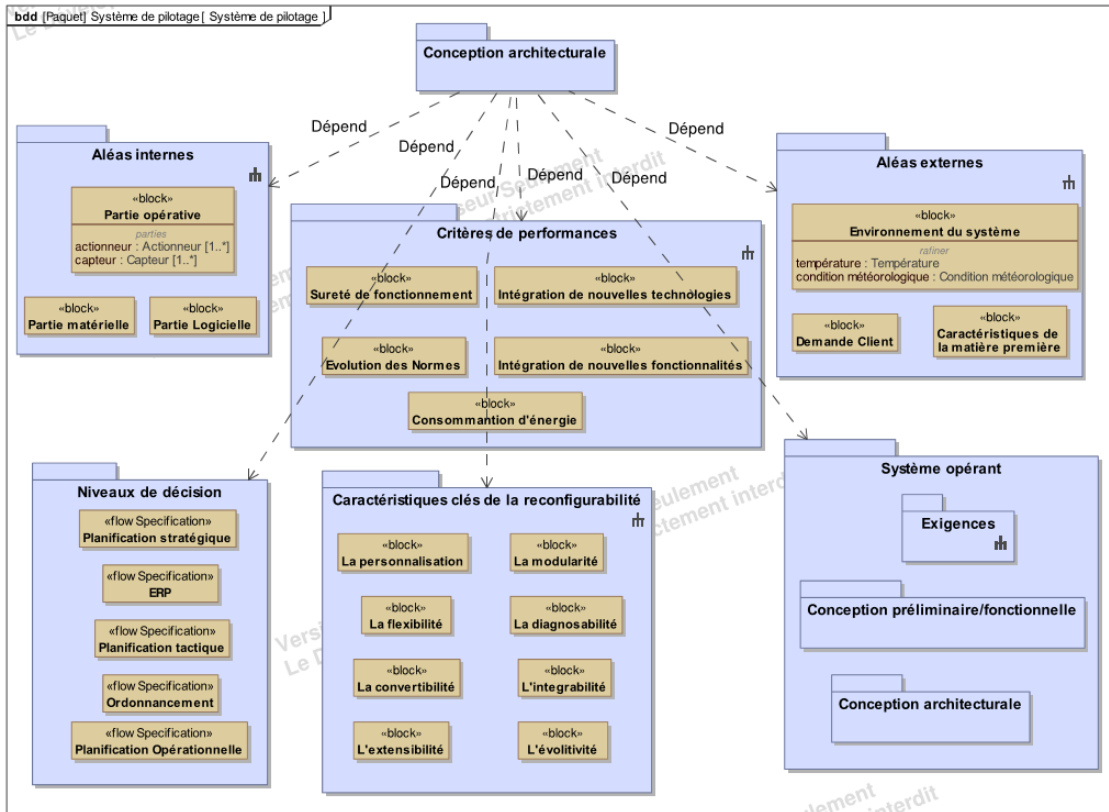 bdd [Paquet] Système de pilotage [ Système de pilotage ]
Conception architecturale
Dépend
Dépend
Dépend
Dépend
Dépend
Aléas internes
«block»
Partie opérative
parties
actionneur : Actionneur [1..*]
capteur : Capteur [1..*]
«block»
Partie matérielle
«block»
Partie Logicielle
Critères de performances
«block»
Sureté de fonctionnement
«block»
Intégration de nouvelles technologies
«block»
Evolution des Normes
«block»
Intégration de nouvelles fonctionnalités
«block»
Consommantion d'énergie
Aléas externes
«block»
Environnement du système
rafiner
température : Température
condition météorologique : Condition météorologique
«block»
Demande Client
«block»
Caractéristiques de
la matière première
Niveaux de décision
«flow Specification»
Planification stratégique
«flow Specification»
ERP
«flow Specification»
Planification tactique
«flow Specification»
Ordonnancement
«flow Specification»
Planification Opérationnelle
Caractéristiques clés de la reconfigurabilité
«block»
La personnalisation
«block»
La modularité
«block»
La flexibilité
«block»
La diagnosabilité
«block»
La convertibilité
«block»
L'integrabilité
«block»
L'extensibilité
«block»
L'évolitivité
Système opérant
Exigences
Conception préliminaire/fonctionnelle
Conception architecturale